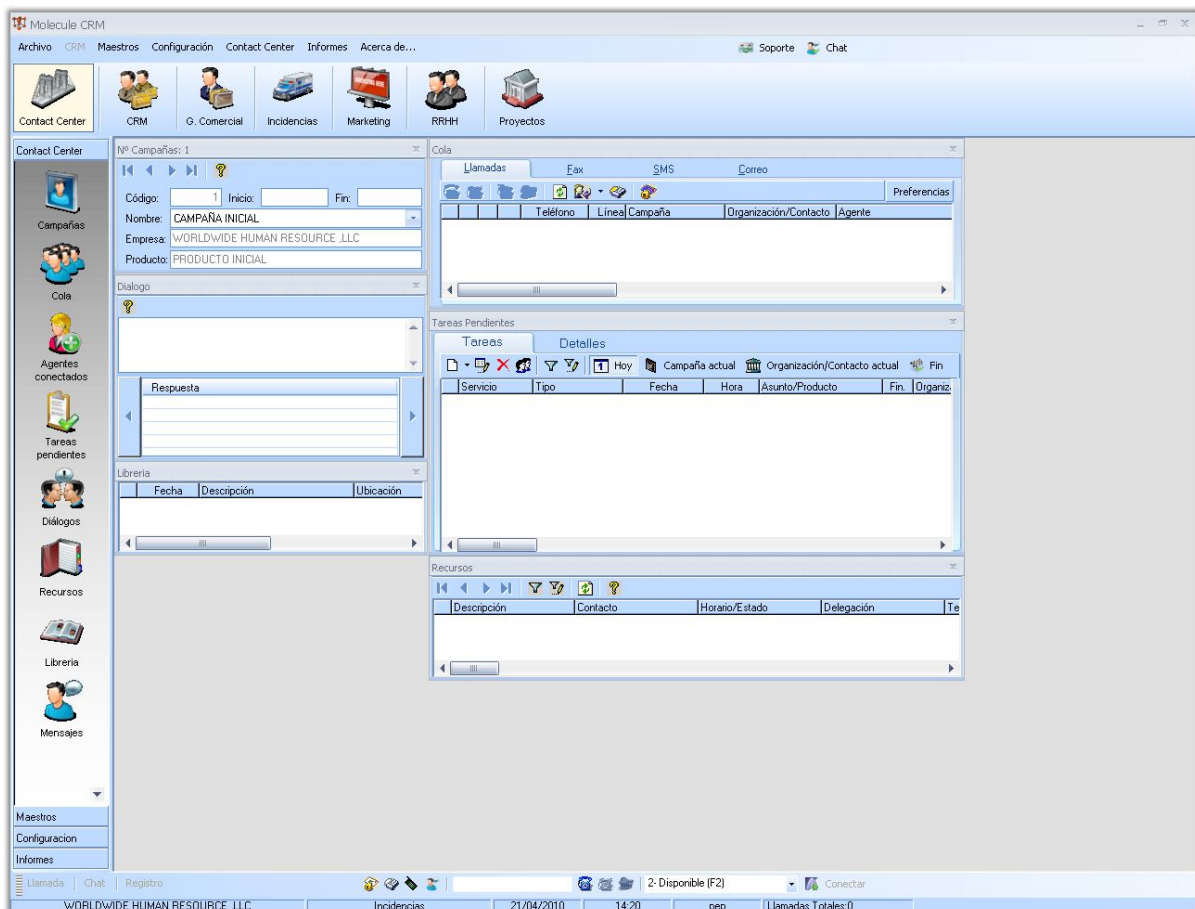 Molecule CRM
Archivo CRM Maestros Configuración Contact Center Informes Acerca de... Soporte Chat
Contact Center CRM G. Comercial Incidencias Marketing RRHH Proyectos
Contact Center
Campañas
Cola
Agentes
conectados
Tareas
pendientes
Diálogos
Recursos
Libreria
Mensajes
Maestros
Configuracion
Informes
Nº Campañas: 1
Código: 1 Inicio: Fin:
Nombre: CAMPAÑA INICIAL
Empresa: WORLDWIDE HUMAN RESOURCE ,LLC
Producto: PRODUCTO INICIAL
Dialogo
Respuesta
Libreria
Fecha Descripción Ubicación
Cola
Llamadas Fax SMS Correo
Preferencias
Teléfono Línea Campaña Organización/Contacto Agente
Tareas Pendientes
Tareas Detalles
1 Hoy Campaña actual Organización/Contacto actual Fin
Servicio Tipo Fecha Hora Asunto/Producto Fin. Organiz
Recursos
Descripción Contacto Horario/Estado Delegación Te
Llamada Chat Registro 2- Disponible (F2) Conectar
WORLDWIDE HUMAN RESOURCE ,LLC Incidencias 21/04/2010 14:20 pep Llamadas Totales:0